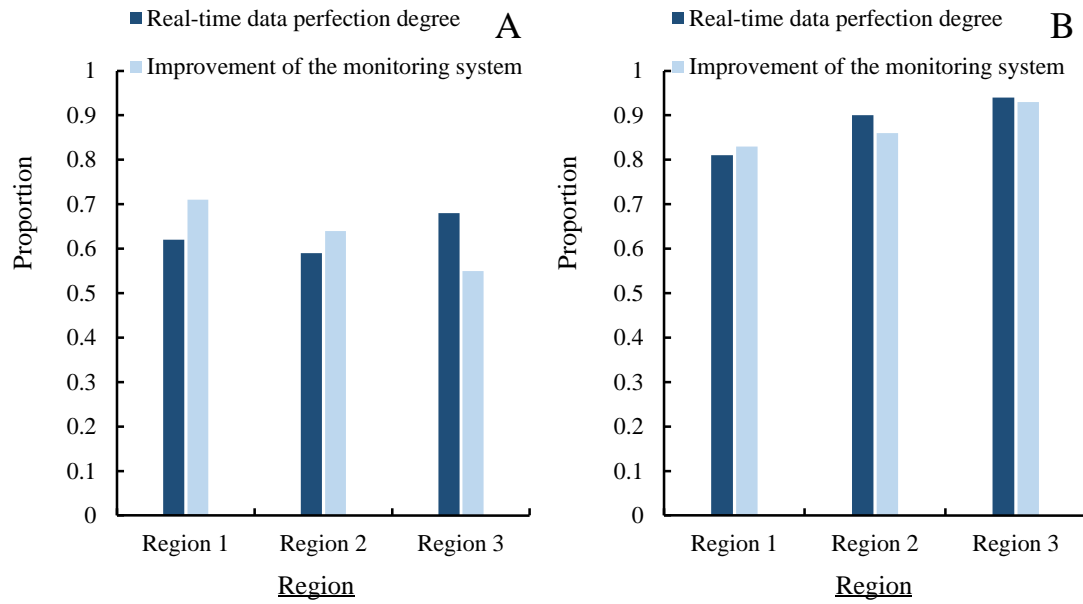 Real-time data perfection degree
A
Improvement of the monitoring system
1
0.9
0.8
0.7
0.6
0.5
0.4
0.3
0.2
0.1
0
Proportion
Region 1 Region 2 Region 3
Region
Real-time data perfection degree
B
Improvement of the monitoring system
1
0.9
0.8
0.7
0.6
0.5
0.4
0.3
0.2
0.1
0
Proportion
Region 1 Region 2 Region 3
Region